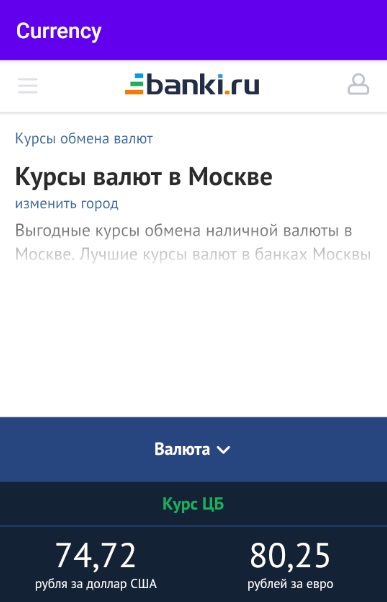 Currency
banki.ru
Курсы обмена валют
Курсы валют в Москве
изменить город
Выгодные курсы обмена наличной валюты в
Москве. Лучшие курсы валют в банках Москвы
Валюта
Курс ЦБ
74,72 80,25
рубля за доллар США рублей за евро